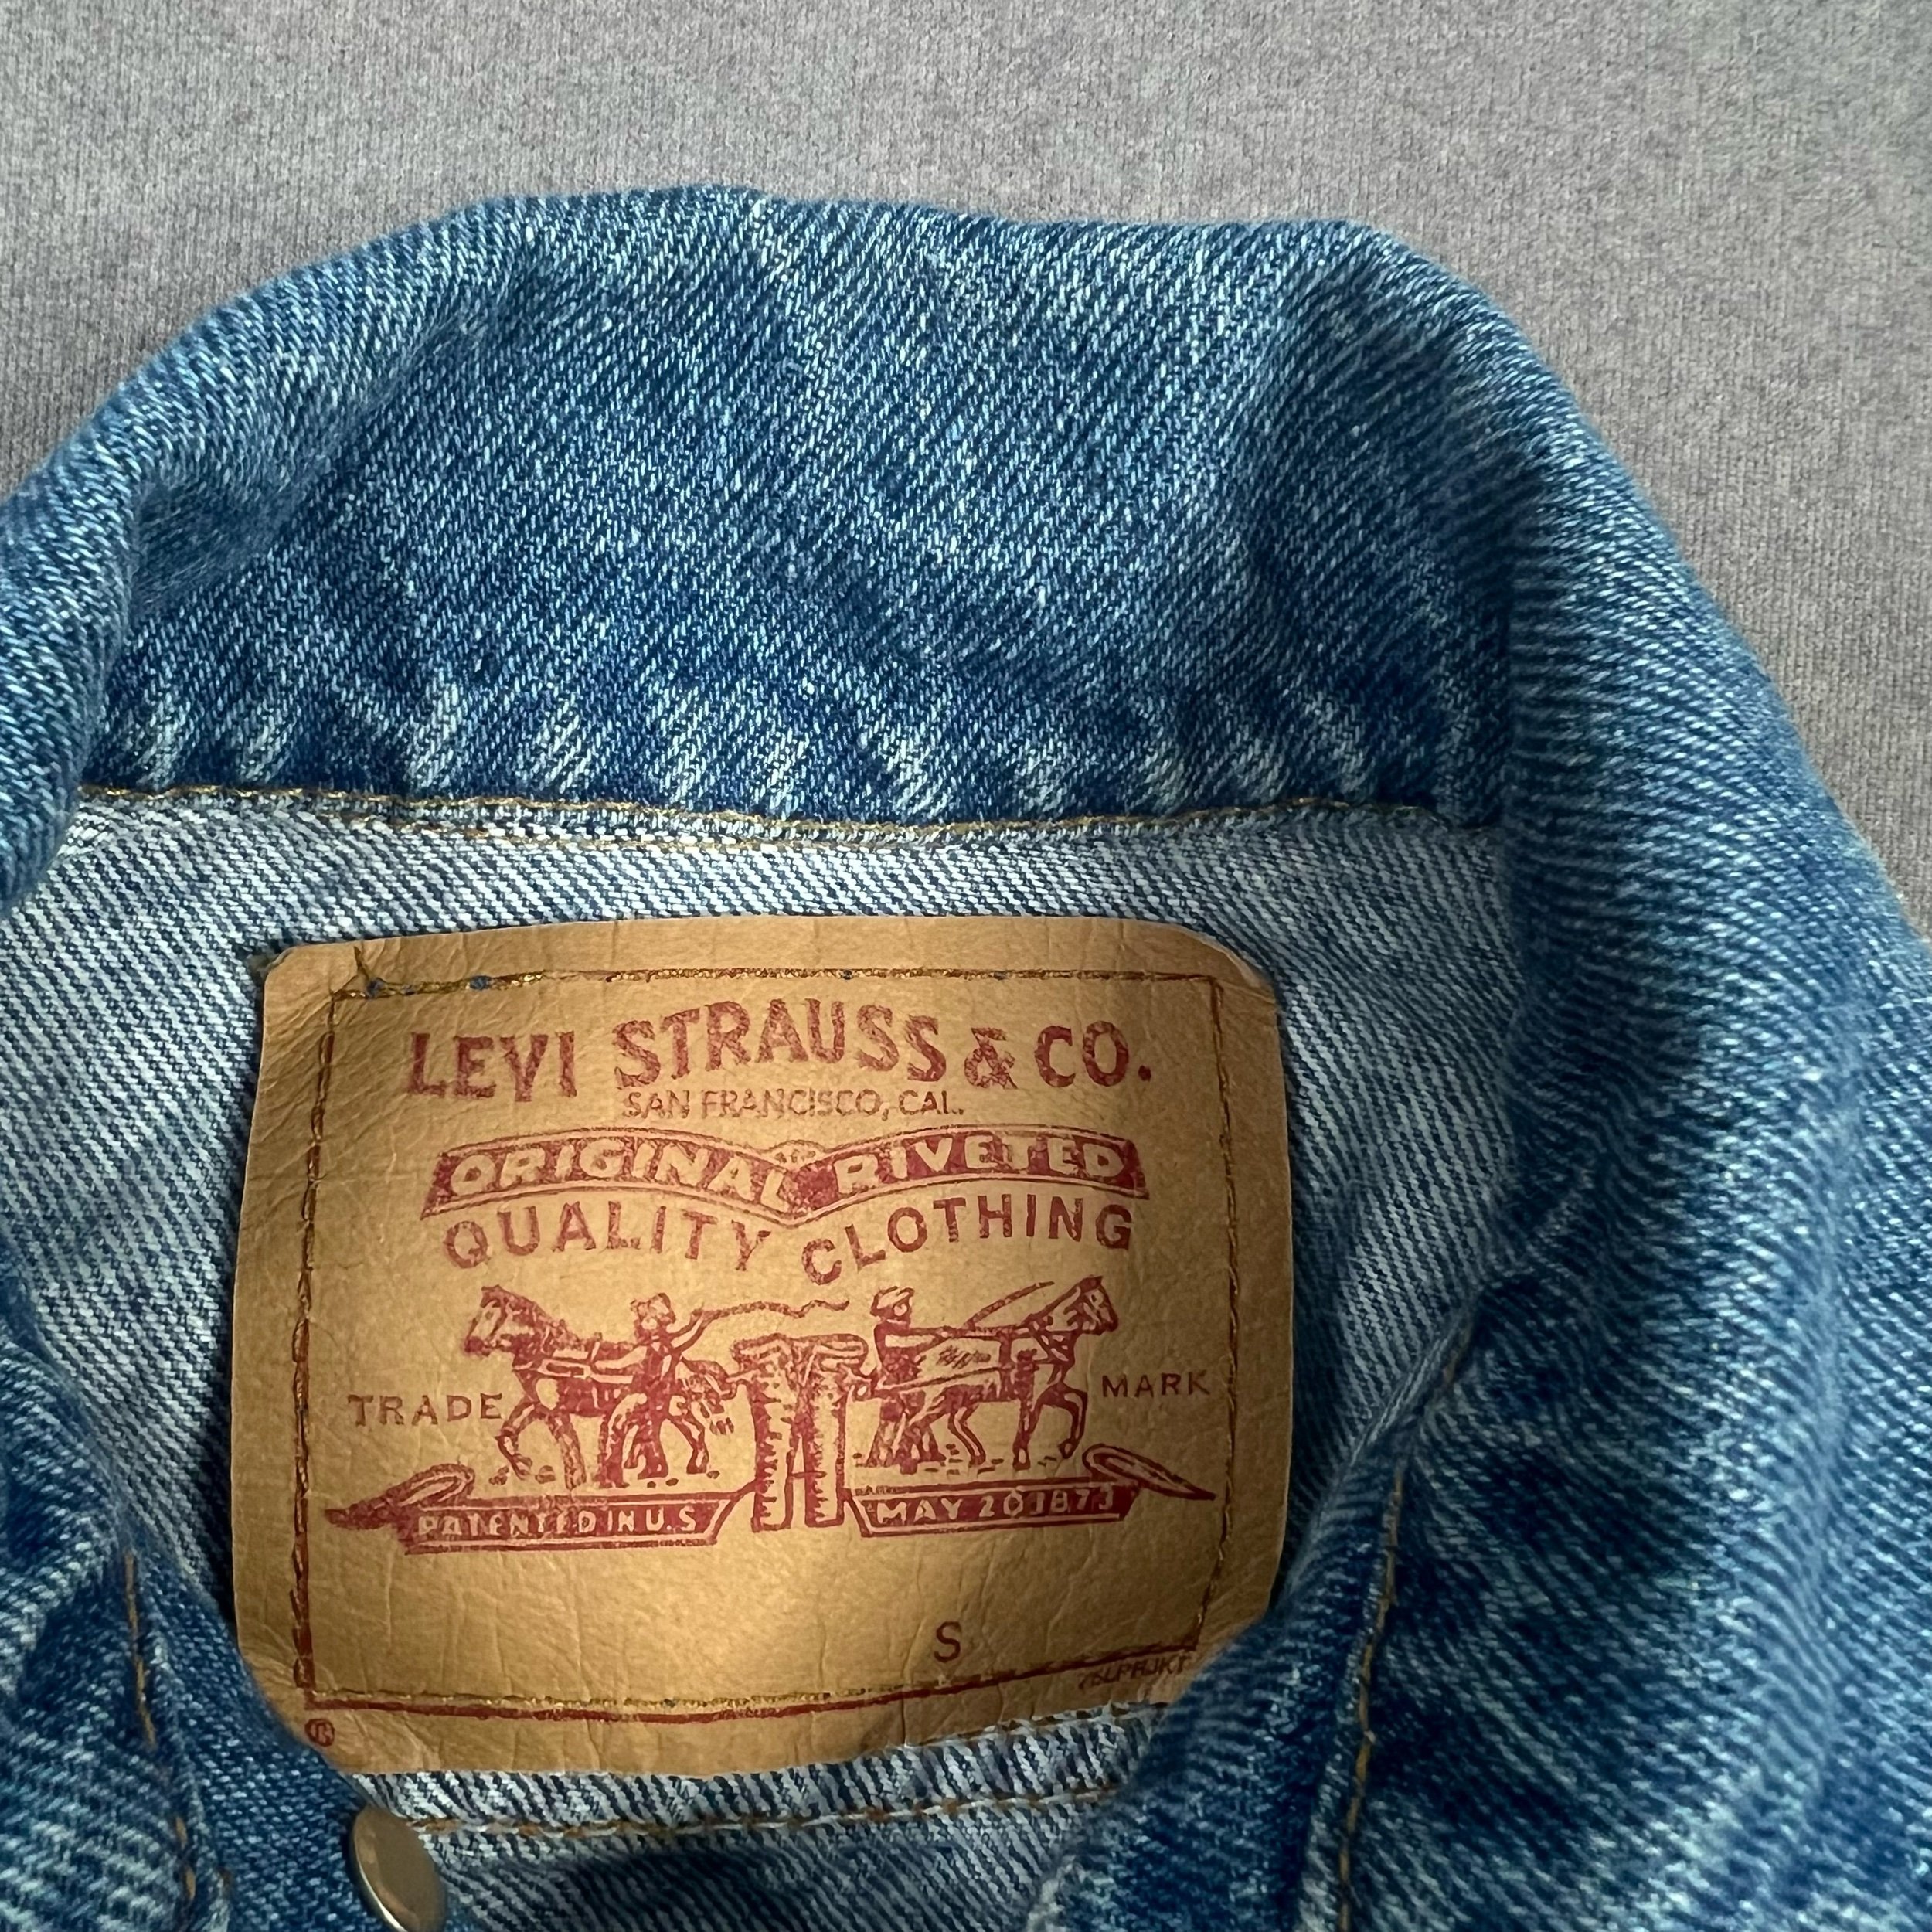 LEVI STRAUSS & CO.
SAN FRANCISCO, CAL.
ORIGINAL RIVETED
QUALITY CLOTHING
TRADE MARK
PATENTED IN U.S
MAY 20 1873
S
®